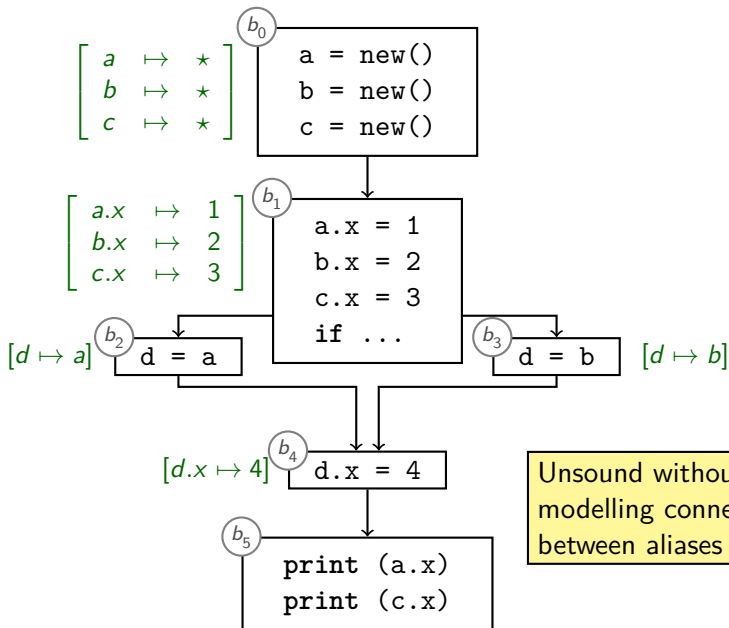 b0
a = new()
b = new()
c = new()
a ↦ ⋆
b ↦ ⋆
c ↦ ⋆
b1
a.x = 1
b.x = 2
c.x = 3
if ...
a.x ↦ 1
b.x ↦ 2
c.x ↦ 3
b2
d = a
[d ↦ a]
b3
d = b
[d ↦ b]
b4
d.x = 4
[d.x ↦ 4]
Unsound withou
modelling conne
between aliases
b5
print (a.x)
print (c.x)